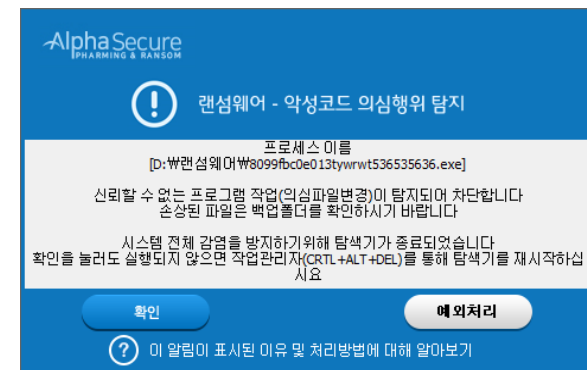 AlphaSecure
PHARMING & RANSOM
랜섬웨어 - 악성코드 의심행위 탐지
프로세스 이름
[D:₩랜섬웨어₩8099fbc0e013tywrwt536535636.exe]
신뢰할 수 없는 프로그램 작업(의심파일변경)이 탐지되어 차단합니다
손상된 파일은 백업폴더를 확인하시기 바랍니다
시스템 전체 감염을 방지하기위해 탐색기가 종료되었습니다
확인을 눌러도 실행되지 않으면 작업관리자(CRTL+ALT+DEL)를 통해 탐색기를 재시작하십
시요
확인
예외처리
? 이 알림이 표시된 이유 및 처리방법에 대해 알아보기